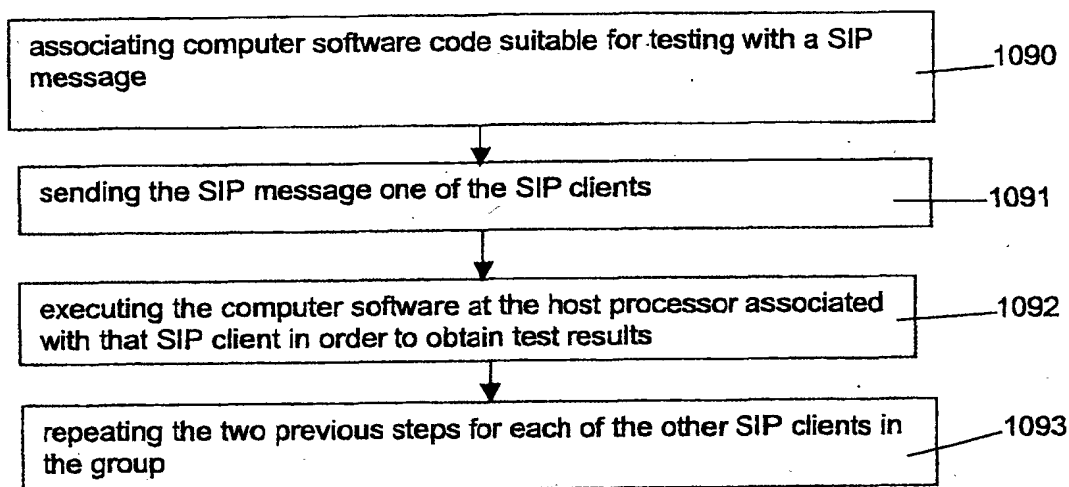 associating computer software code suitable for testing with a SIP
message
1090
sending the SIP message one of the SIP clients
1091
executing the computer software at the host processor associated
with that SIP client in order to obtain test results
1092
repeating the two previous steps for each of the other SIP clients in
the group
1093